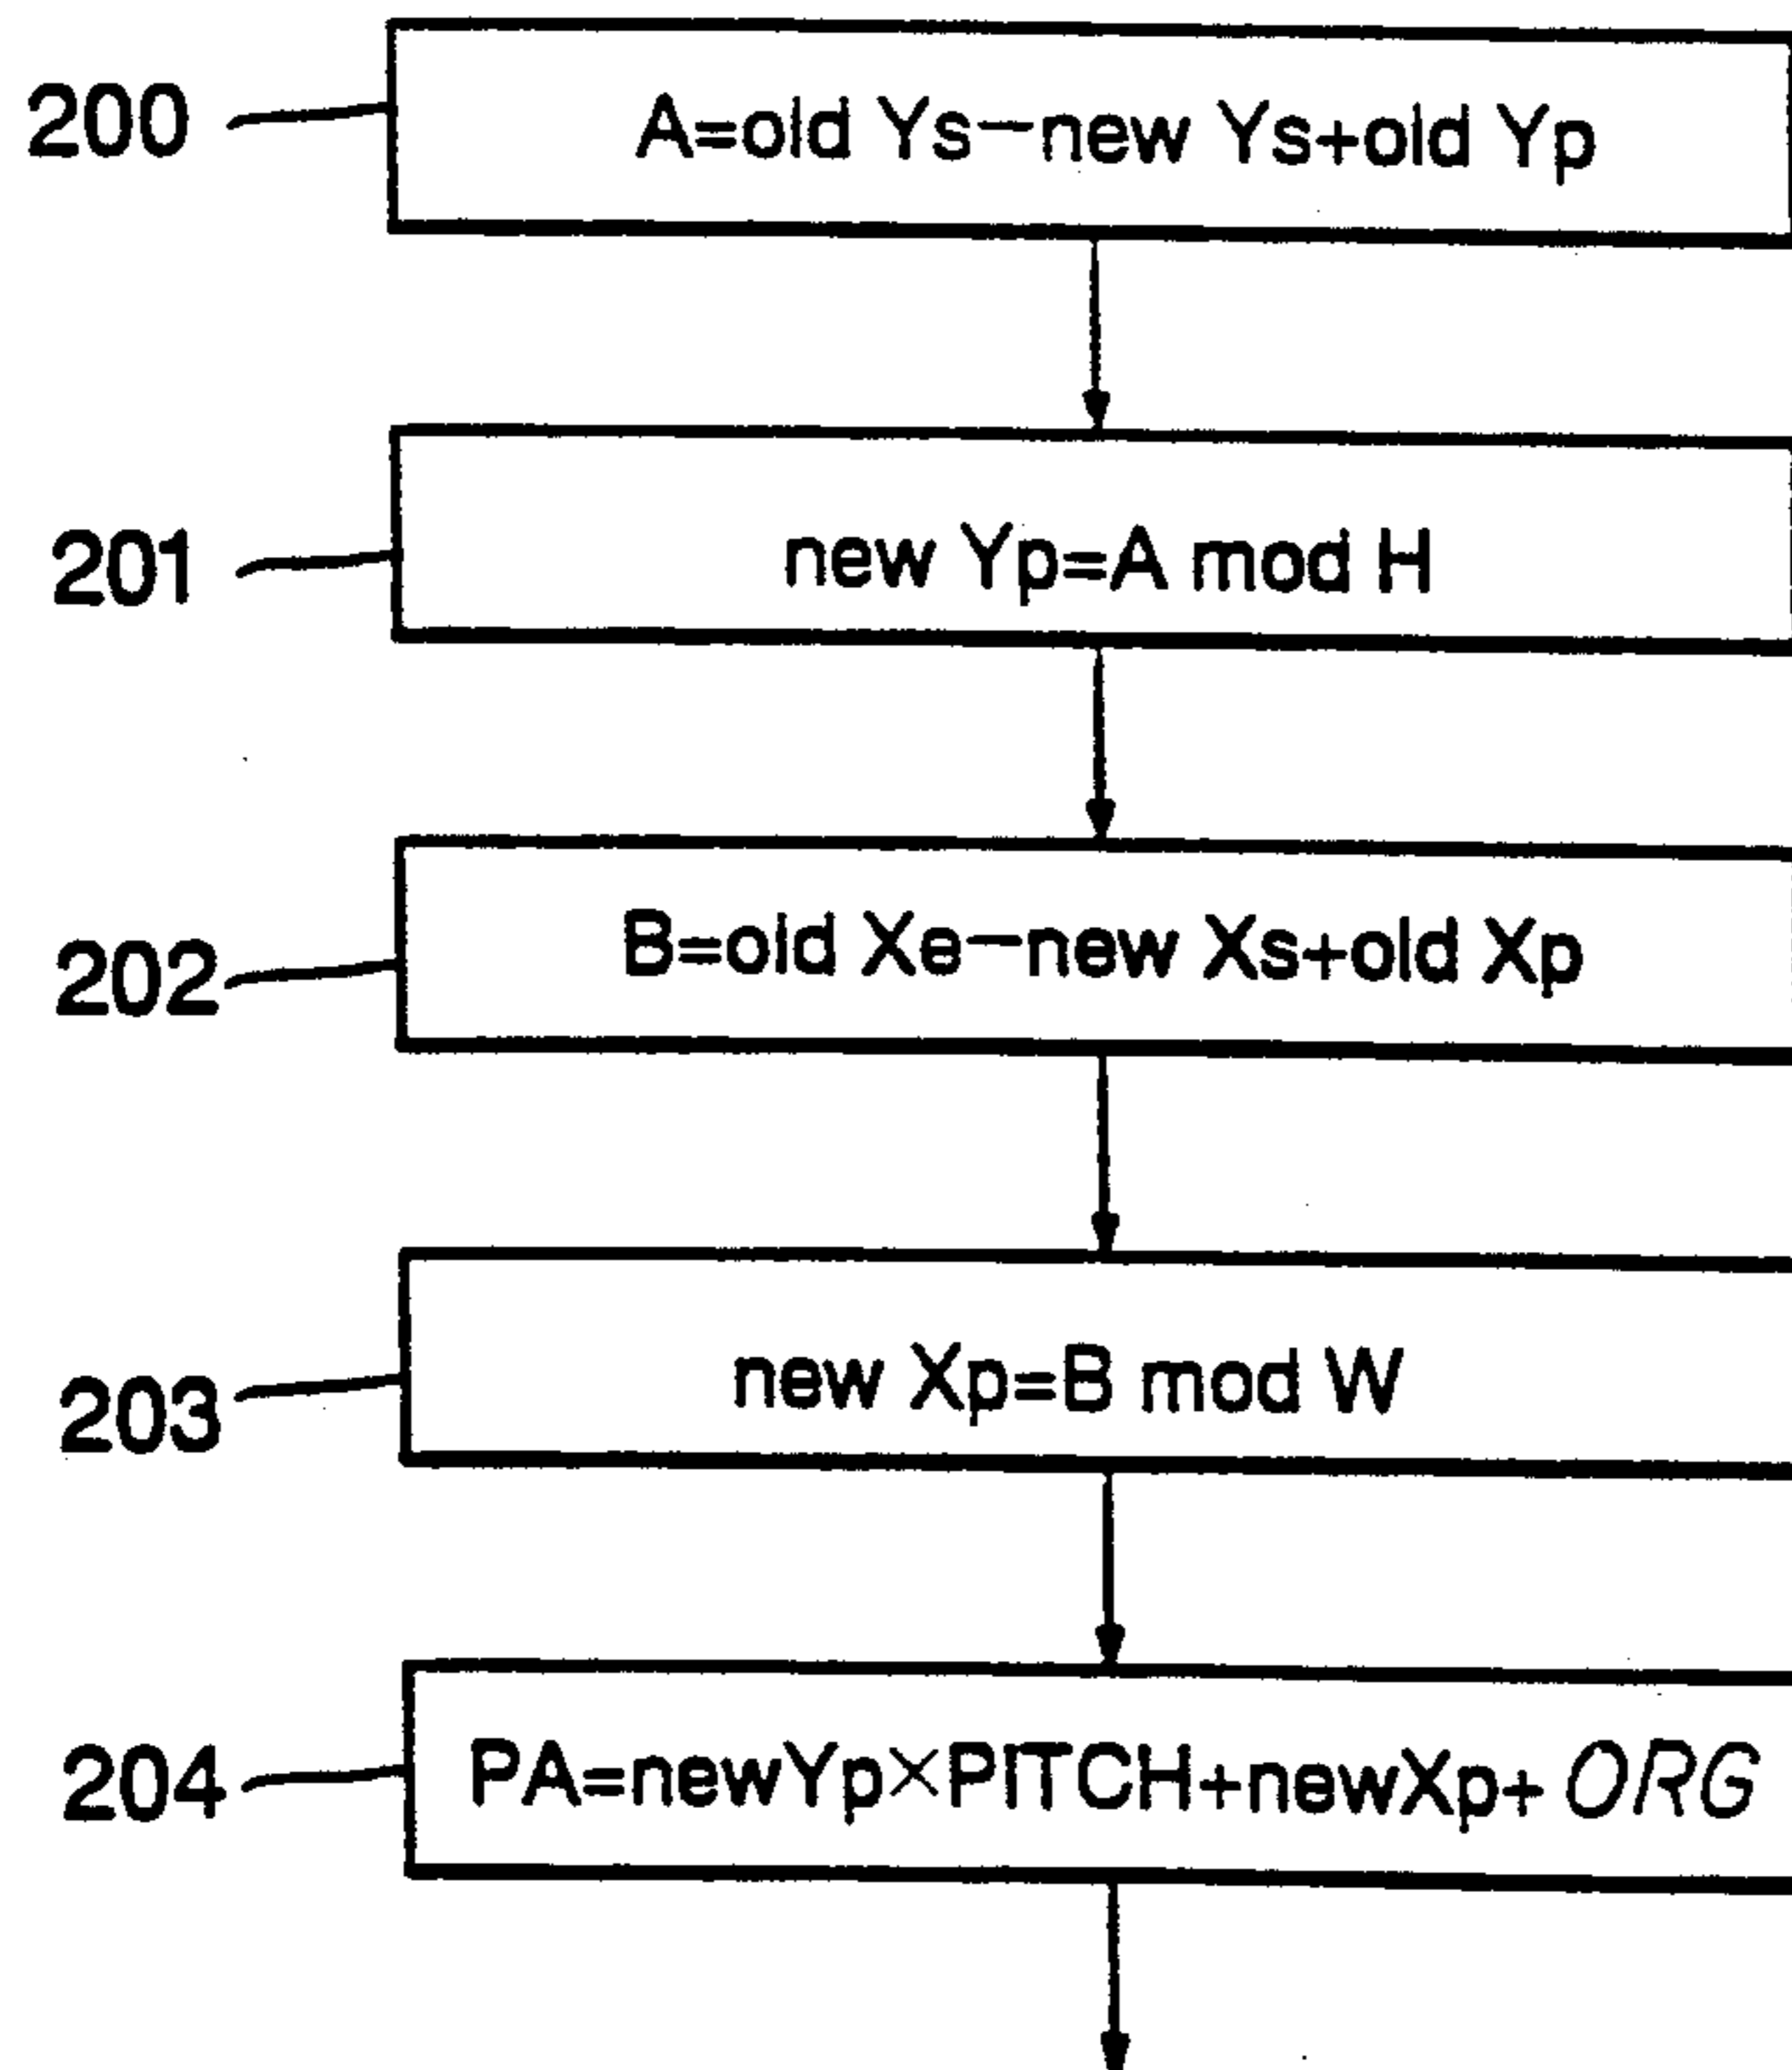 200 A=old Ys-new Ys+old Yp
201 new Yp=A mod H
202 B=old Xe-new Xs+old Xp
203 new Xp=B mod W
204 PA=newYp×PITCH+newXp+ ORG